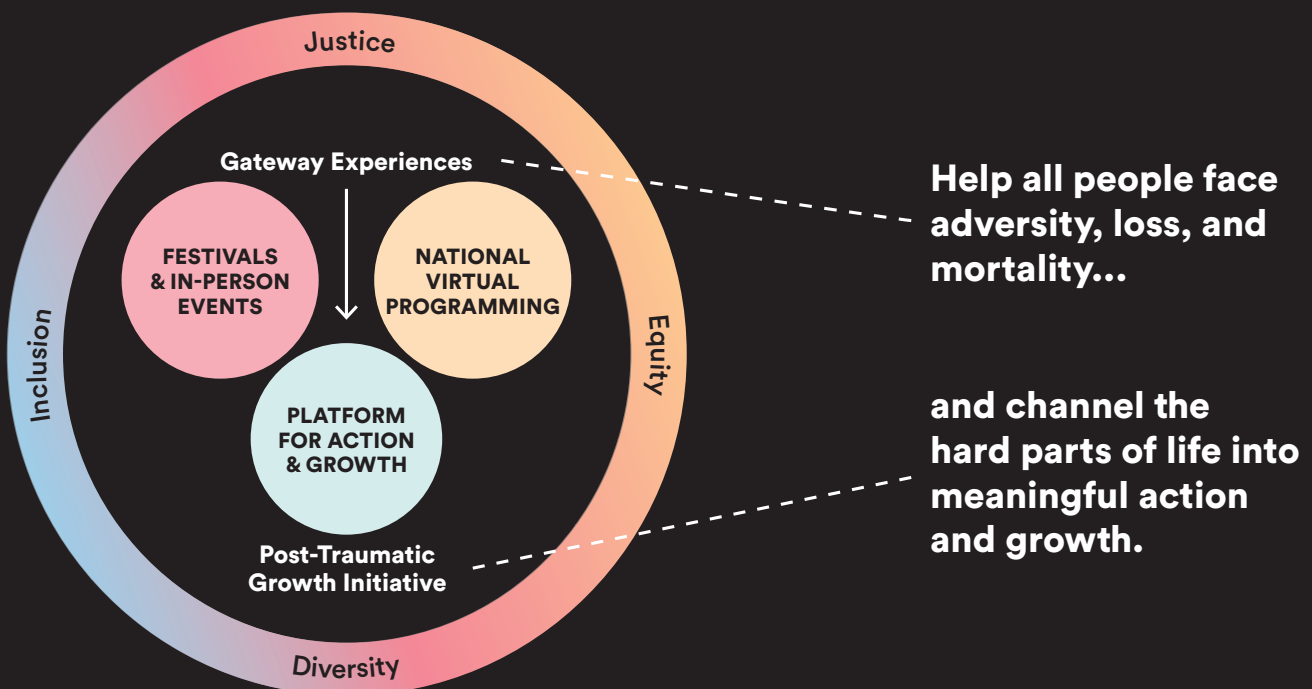 Justice
Gateway Experiences
FESTIVALS
& IN-PERSON
EVENTS
NATIONAL
VIRTUAL
PROGRAMMING
Inclusion
Equity
PLATFORM
FOR ACTION
& GROWTH
Post-Traumatic
Growth Initiative
Diversity
Help all people face
adversity, loss, and
mortality...
and channel the
hard parts of life into
meaningful action
and growth.